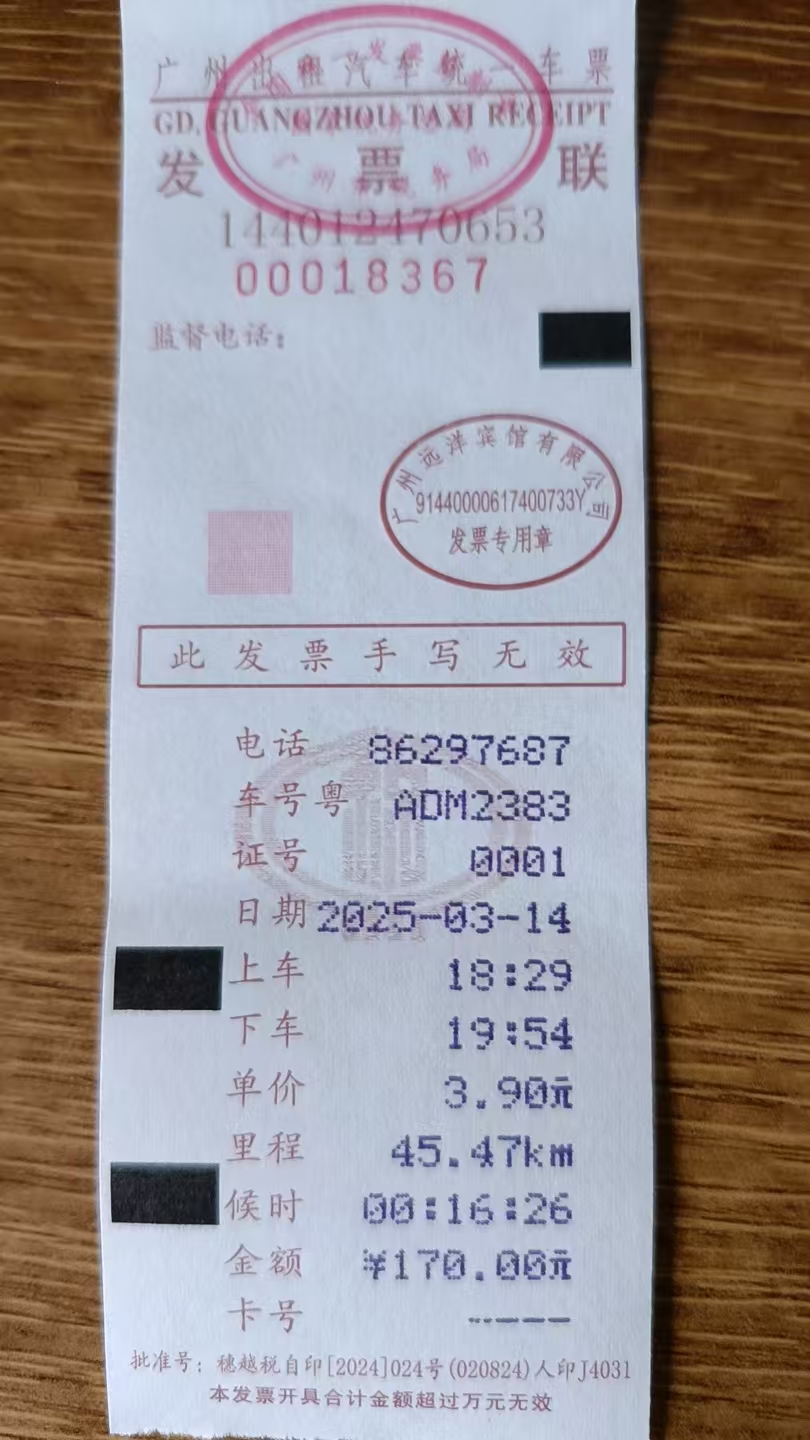 广州出租汽车统一车票
GD. GUANGZHOU TAXI RECEIPT
发票联
144012470653
00018367
监督电话：
广州远洋宾馆有限公司
91440000617400733Y
发票专用章
此发票手写无效
电话 86297687
车号粤 ADM2383
证号 0001
日期 2025-03-14
上车 18:29
下车 19:54
单价 3.90元
里程 45.47km
候时 00:16:26
金额 ¥170.00元
卡号 -----
批准号：穗越税自印[2024]024号(020824)人印J4031
本发票开具合计金额超过万元无效